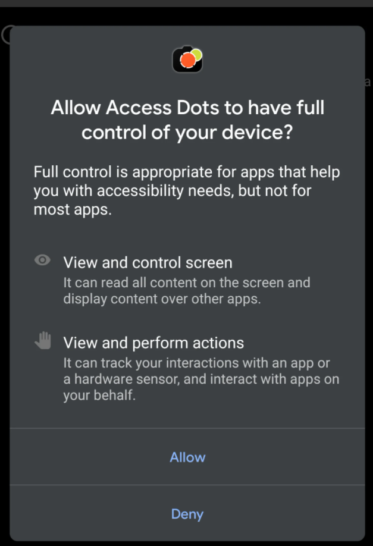 Allow Access Dots to have full
control of your device?
Full control is appropriate for apps that help
you with accessibility needs, but not for
most apps.
View and control screen
It can read all content on the screen and
display content over other apps.
View and perform actions
It can track your interactions with an app or
a hardware sensor, and interact with apps on
your behalf.
Allow
Deny